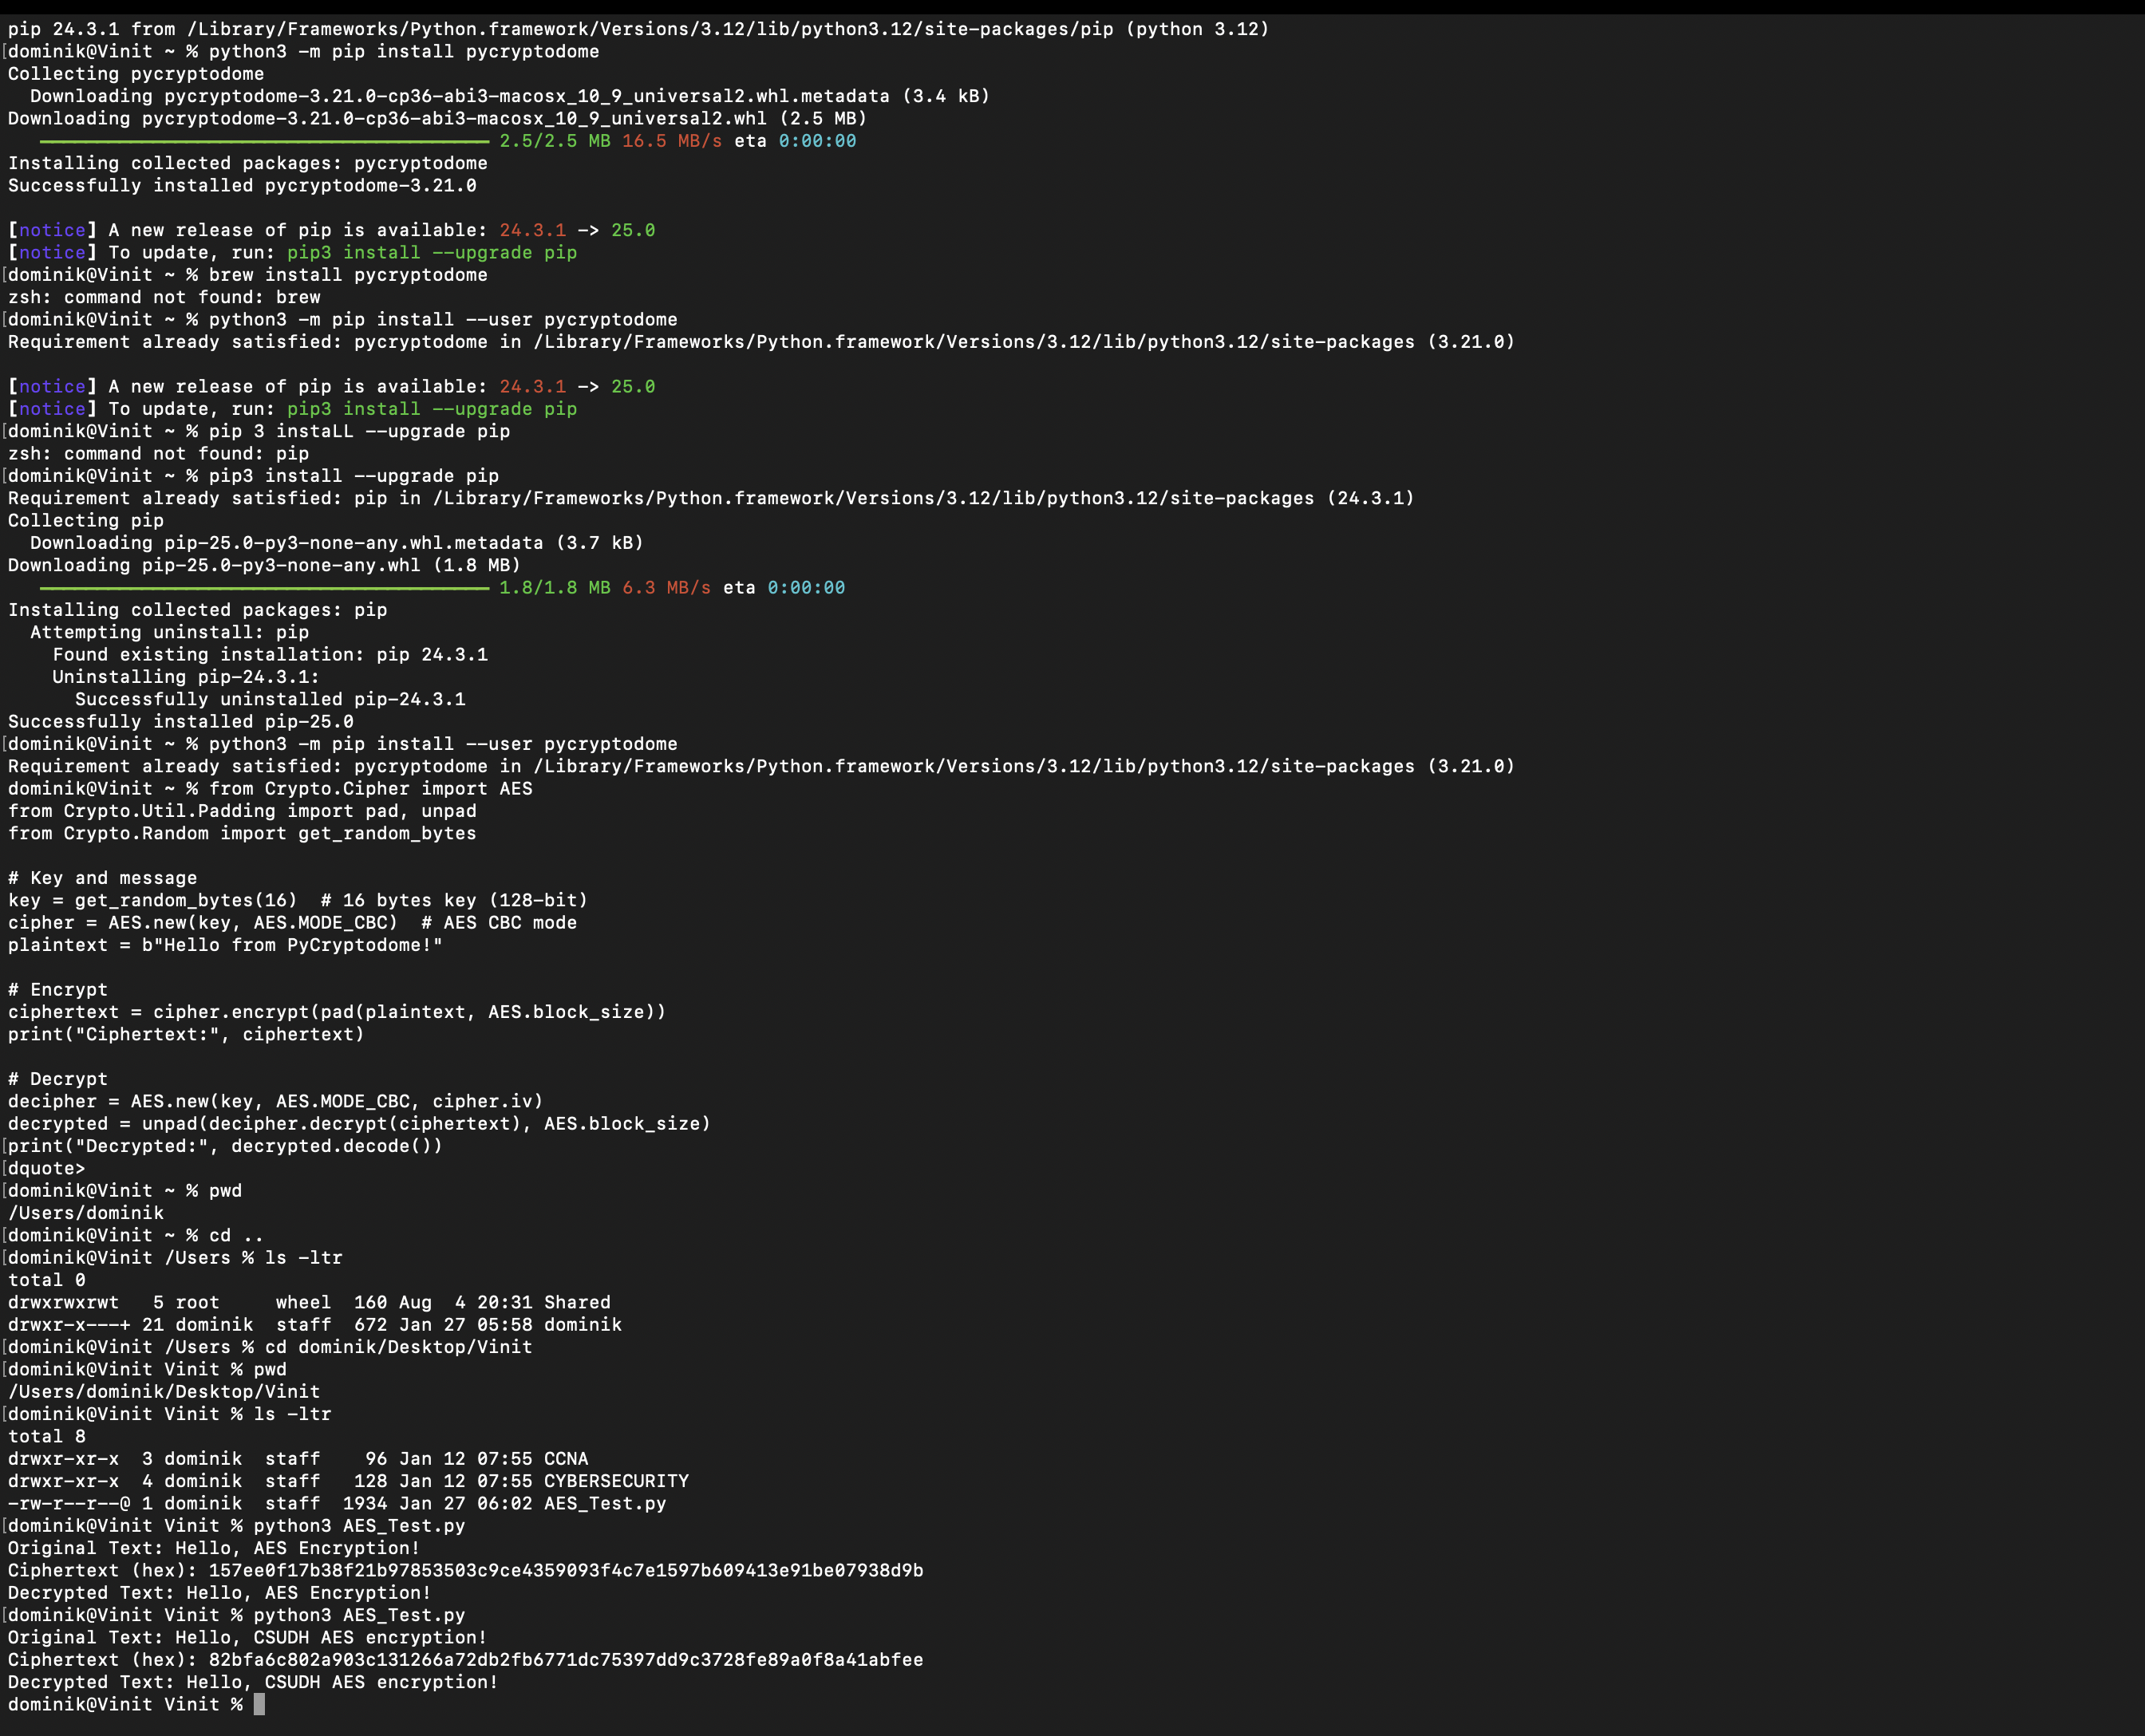 pip 24.3.1 from /Library/Frameworks/Python.framework/Versions/3.12/lib/python3.12/site-packages/pip (python 3.12)
[dominik@Vinit ~ % python3 -m pip install pycryptodome
Collecting pycryptodome
  Downloading pycryptodome-3.21.0-cp36-abi3-macosx_10_9_universal2.whl.metadata (3.4 kB)
Downloading pycryptodome-3.21.0-cp36-abi3-macosx_10_9_universal2.whl (2.5 MB)
2.5/2.5 MB 16.5 MB/s eta 0:00:00
Installing collected packages: pycryptodome
Successfully installed pycryptodome-3.21.0

[notice] A new release of pip is available: 24.3.1 -> 25.0
[notice] To update, run: pip3 install --upgrade pip
[dominik@Vinit ~ % brew install pycryptodome
zsh: command not found: brew
[dominik@Vinit ~ % python3 -m pip install --user pycryptodome
Requirement already satisfied: pycryptodome in /Library/Frameworks/Python.framework/Versions/3.12/lib/python3.12/site-packages (3.21.0)

[notice] A new release of pip is available: 24.3.1 -> 25.0
[notice] To update, run: pip3 install --upgrade pip
[dominik@Vinit ~ % pip 3 instaLL --upgrade pip
zsh: command not found: pip
[dominik@Vinit ~ % pip3 install --upgrade pip
Requirement already satisfied: pip in /Library/Frameworks/Python.framework/Versions/3.12/lib/python3.12/site-packages (24.3.1)
Collecting pip
  Downloading pip-25.0-py3-none-any.whl.metadata (3.7 kB)
Downloading pip-25.0-py3-none-any.whl (1.8 MB)
1.8/1.8 MB 6.3 MB/s eta 0:00:00
Installing collected packages: pip
  Attempting uninstall: pip
    Found existing installation: pip 24.3.1
    Uninstalling pip-24.3.1:
      Successfully uninstalled pip-24.3.1
Successfully installed pip-25.0
[dominik@Vinit ~ % python3 -m pip install --user pycryptodome
Requirement already satisfied: pycryptodome in /Library/Frameworks/Python.framework/Versions/3.12/lib/python3.12/site-packages (3.21.0)
dominik@Vinit ~ % from Crypto.Cipher import AES
from Crypto.Util.Padding import pad, unpad
from Crypto.Random import get_random_bytes

# Key and message
key = get_random_bytes(16)  # 16 bytes key (128-bit)
cipher = AES.new(key, AES.MODE_CBC)  # AES CBC mode
plaintext = b"Hello from PyCryptodome!"

# Encrypt
ciphertext = cipher.encrypt(pad(plaintext, AES.block_size))
print("Ciphertext:", ciphertext)

# Decrypt
decipher = AES.new(key, AES.MODE_CBC, cipher.iv)
decrypted = unpad(decipher.decrypt(ciphertext), AES.block_size)
[print("Decrypted:", decrypted.decode())
[dquote>
[dominik@Vinit ~ % pwd
/Users/dominik
[dominik@Vinit ~ % cd ..
[dominik@Vinit /Users % ls -ltr
total 0
drwxrwxrwt   5 root     wheel  160 Aug  4 20:31 Shared
drwxr-x---+ 21 dominik  staff  672 Jan 27 05:58 dominik
[dominik@Vinit /Users % cd dominik/Desktop/Vinit
[dominik@Vinit Vinit % pwd
/Users/dominik/Desktop/Vinit
[dominik@Vinit Vinit % ls -ltr
total 8
drwxr-xr-x  3 dominik  staff    96 Jan 12 07:55 CCNA
drwxr-xr-x  4 dominik  staff   128 Jan 12 07:55 CYBERSECURITY
-rw-r--r--@ 1 dominik  staff  1934 Jan 27 06:02 AES_Test.py
[dominik@Vinit Vinit % python3 AES_Test.py
Original Text: Hello, AES Encryption!
Ciphertext (hex): 157ee0f17b38f21b97853503c9ce4359093f4c7e1597b609413e91be07938d9b
Decrypted Text: Hello, AES Encryption!
[dominik@Vinit Vinit % python3 AES_Test.py
Original Text: Hello, CSUDH AES encryption!
Ciphertext (hex): 82bfa6c802a903c131266a72db2fb6771dc75397dd9c3728fe89a0f8a41abfee
Decrypted Text: Hello, CSUDH AES encryption!
dominik@Vinit Vinit %